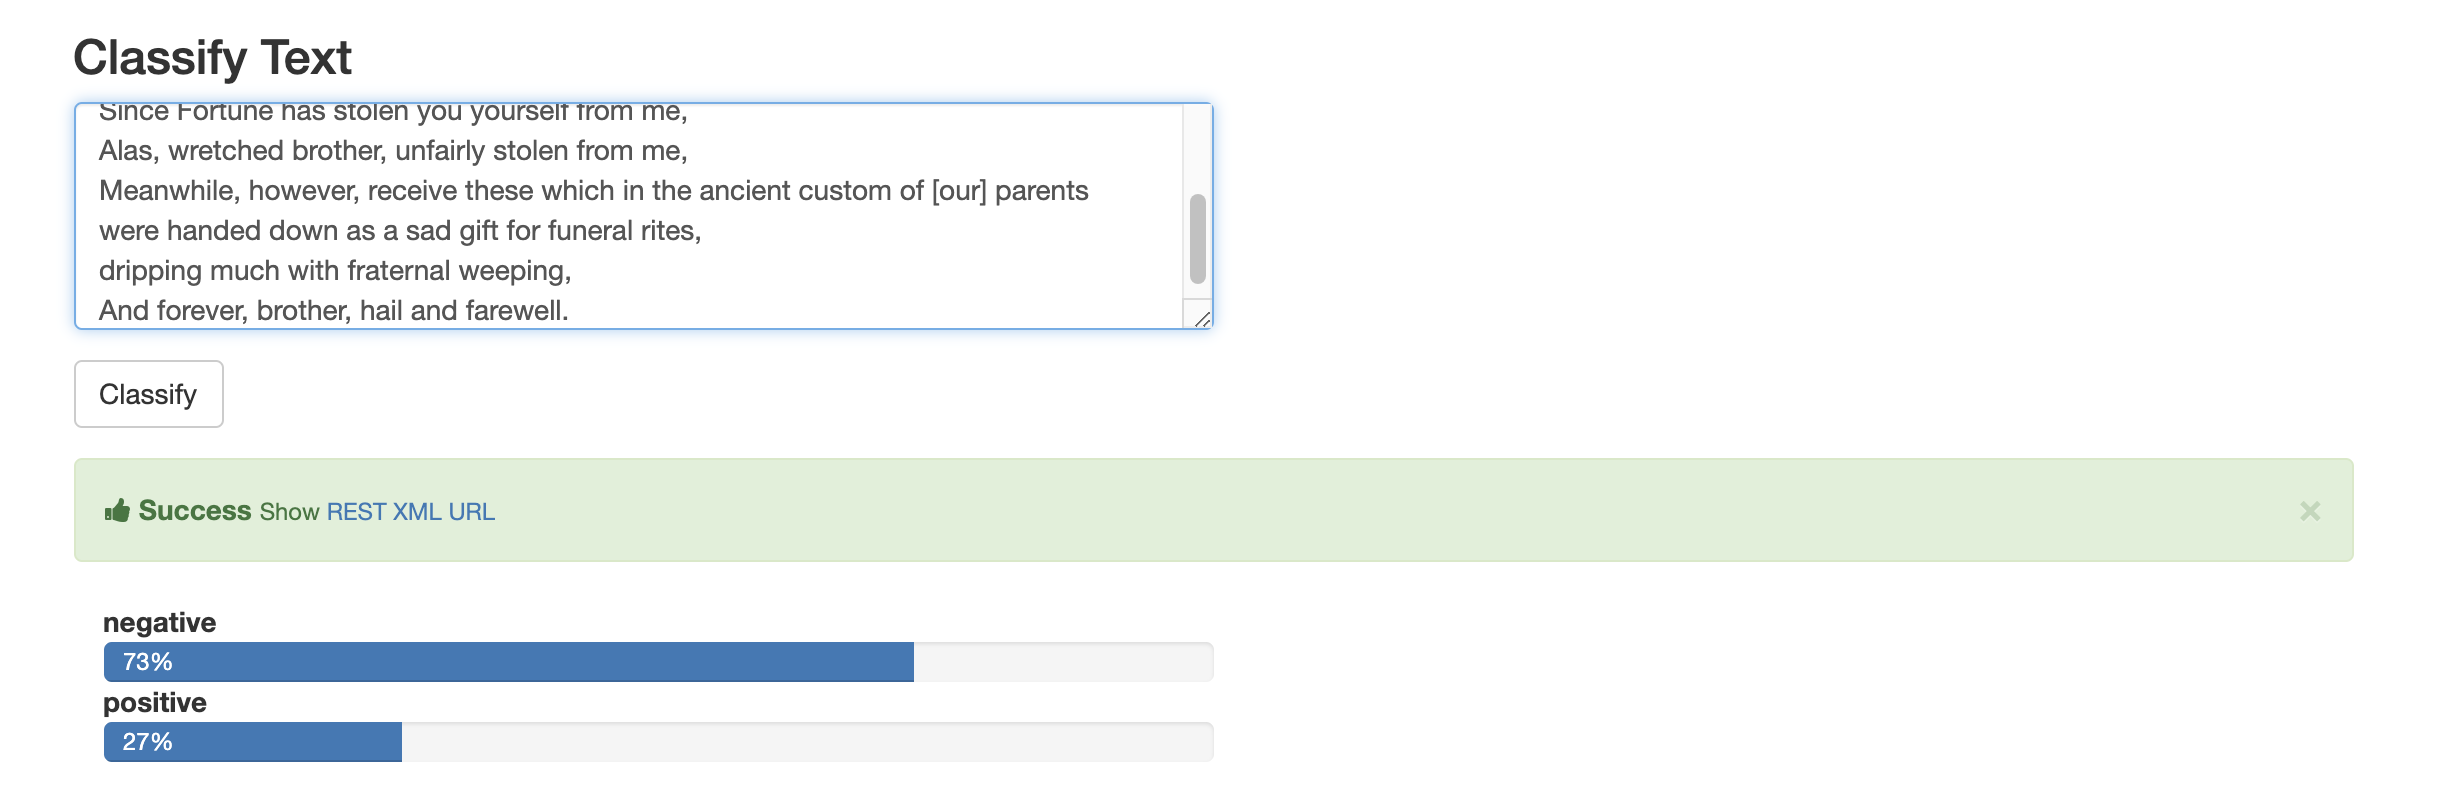 Classify Text
Since Fortune has stolen you yourself from me,
Alas, wretched brother, unfairly stolen from me,
Meanwhile, however, receive these which in the ancient custom of [our] parents
were handed down as a sad gift for funeral rites,
dripping much with fraternal weeping,
And forever, brother, hail and farewell.
Classify
Success Show REST XML URL
negative
73%
positive
27%